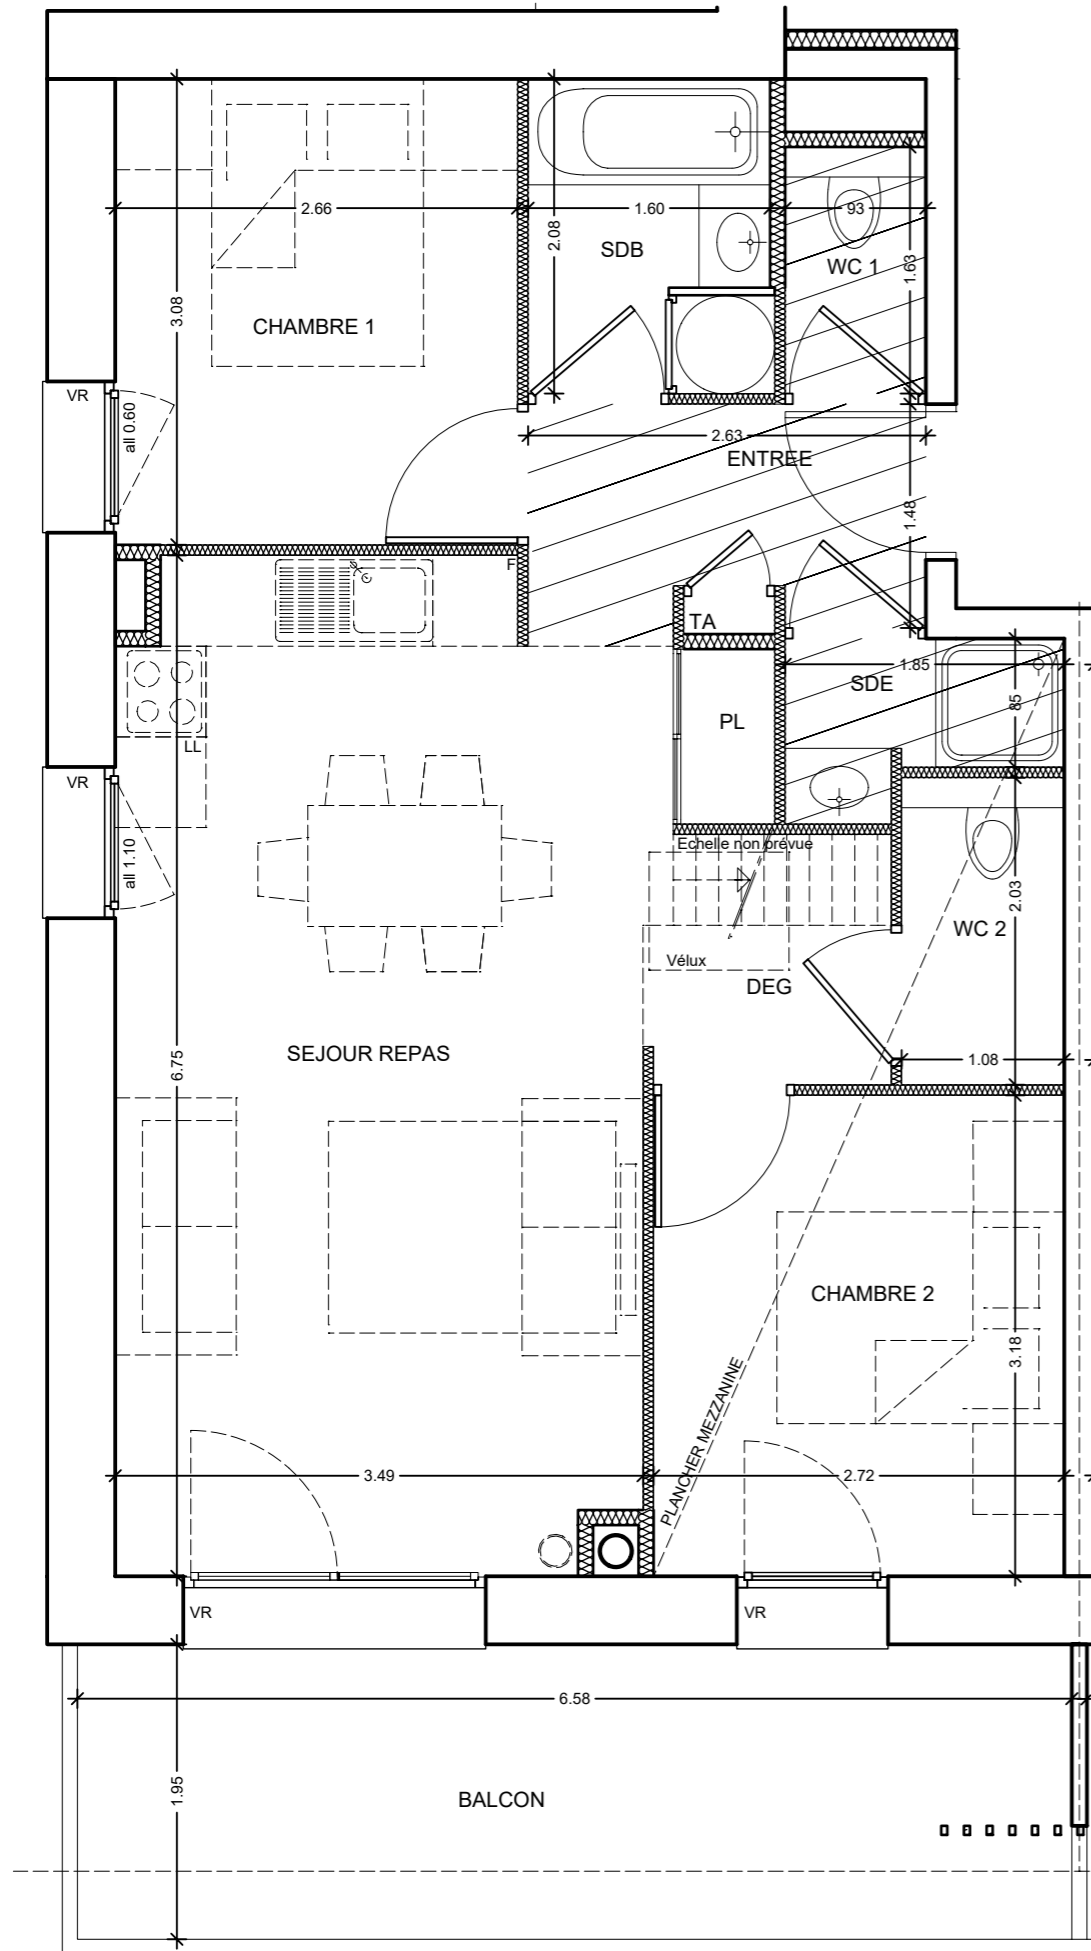 2.66
1.60
93
2.08
SDB
WC 1
1.63
3.08
CHAMBRE 1
VR
all 0.60
2.63
ENTREE
1.48
F
TA
1.85
SDE
85
PL
LL
VR
all 1.10
Echelle non prévue
2.03
WC 2
Vélux
DEG
SEJOUR REPAS
6.75
1.08
CHAMBRE 2
3.18
PLANCHER MEZZANINE
3.49
2.72
VR
VR
6.58
1.95
BALCON